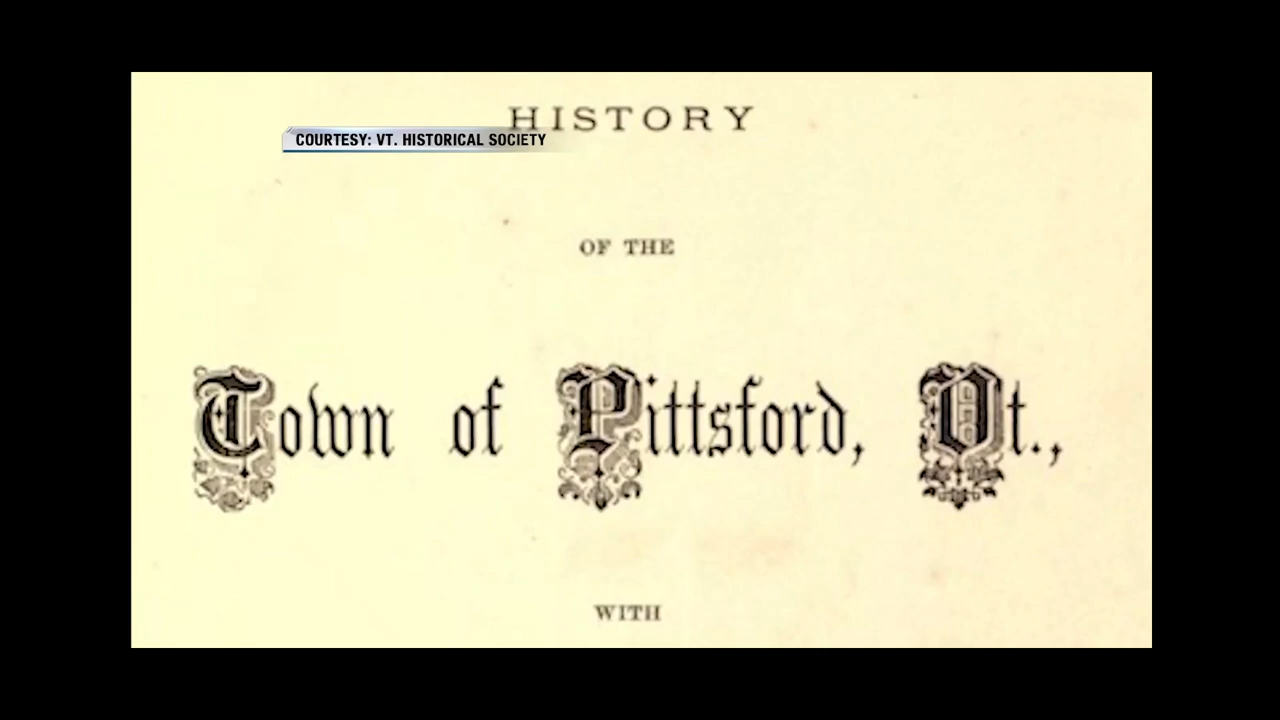 HISTORY
COURTESY: VT. HISTORICAL SOCIETY
OF THE
Town of Pittsford, Vt.,
WITH